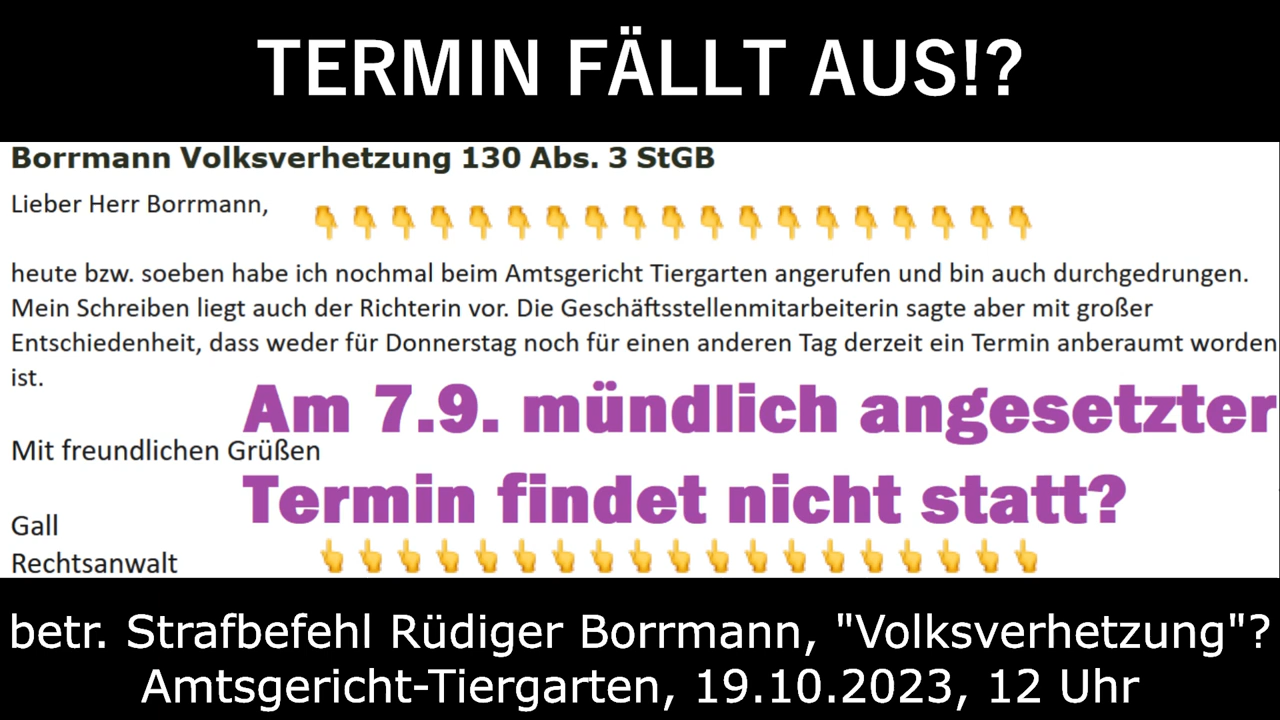 TERMIN FÄLLT AUS!?
Borrmann Volksverhetzung 130 Abs. 3 StGB
Lieber Herr Borrmann,
heute bzw. soeben habe ich nochmal beim Amtsgericht Tiergarten angerufen und bin auch durchgedrungen.
Mein Schreiben liegt auch der Richterin vor. Die Geschäftsstellenmitarbeiterin sagte aber mit großer
Entschiedenheit, dass weder für Donnerstag noch für einen anderen Tag derzeit ein Termin anberaumt worden
ist.
Am 7.9. mündlich angesetzter
Mit freundlichen Grüßen
Termin findet nicht statt?
Gall
Rechtsanwalt
betr. Strafbefehl Rüdiger Borrmann, "Volksverhetzung"?
Amtsgericht-Tiergarten, 19.10.2023, 12 Uhr